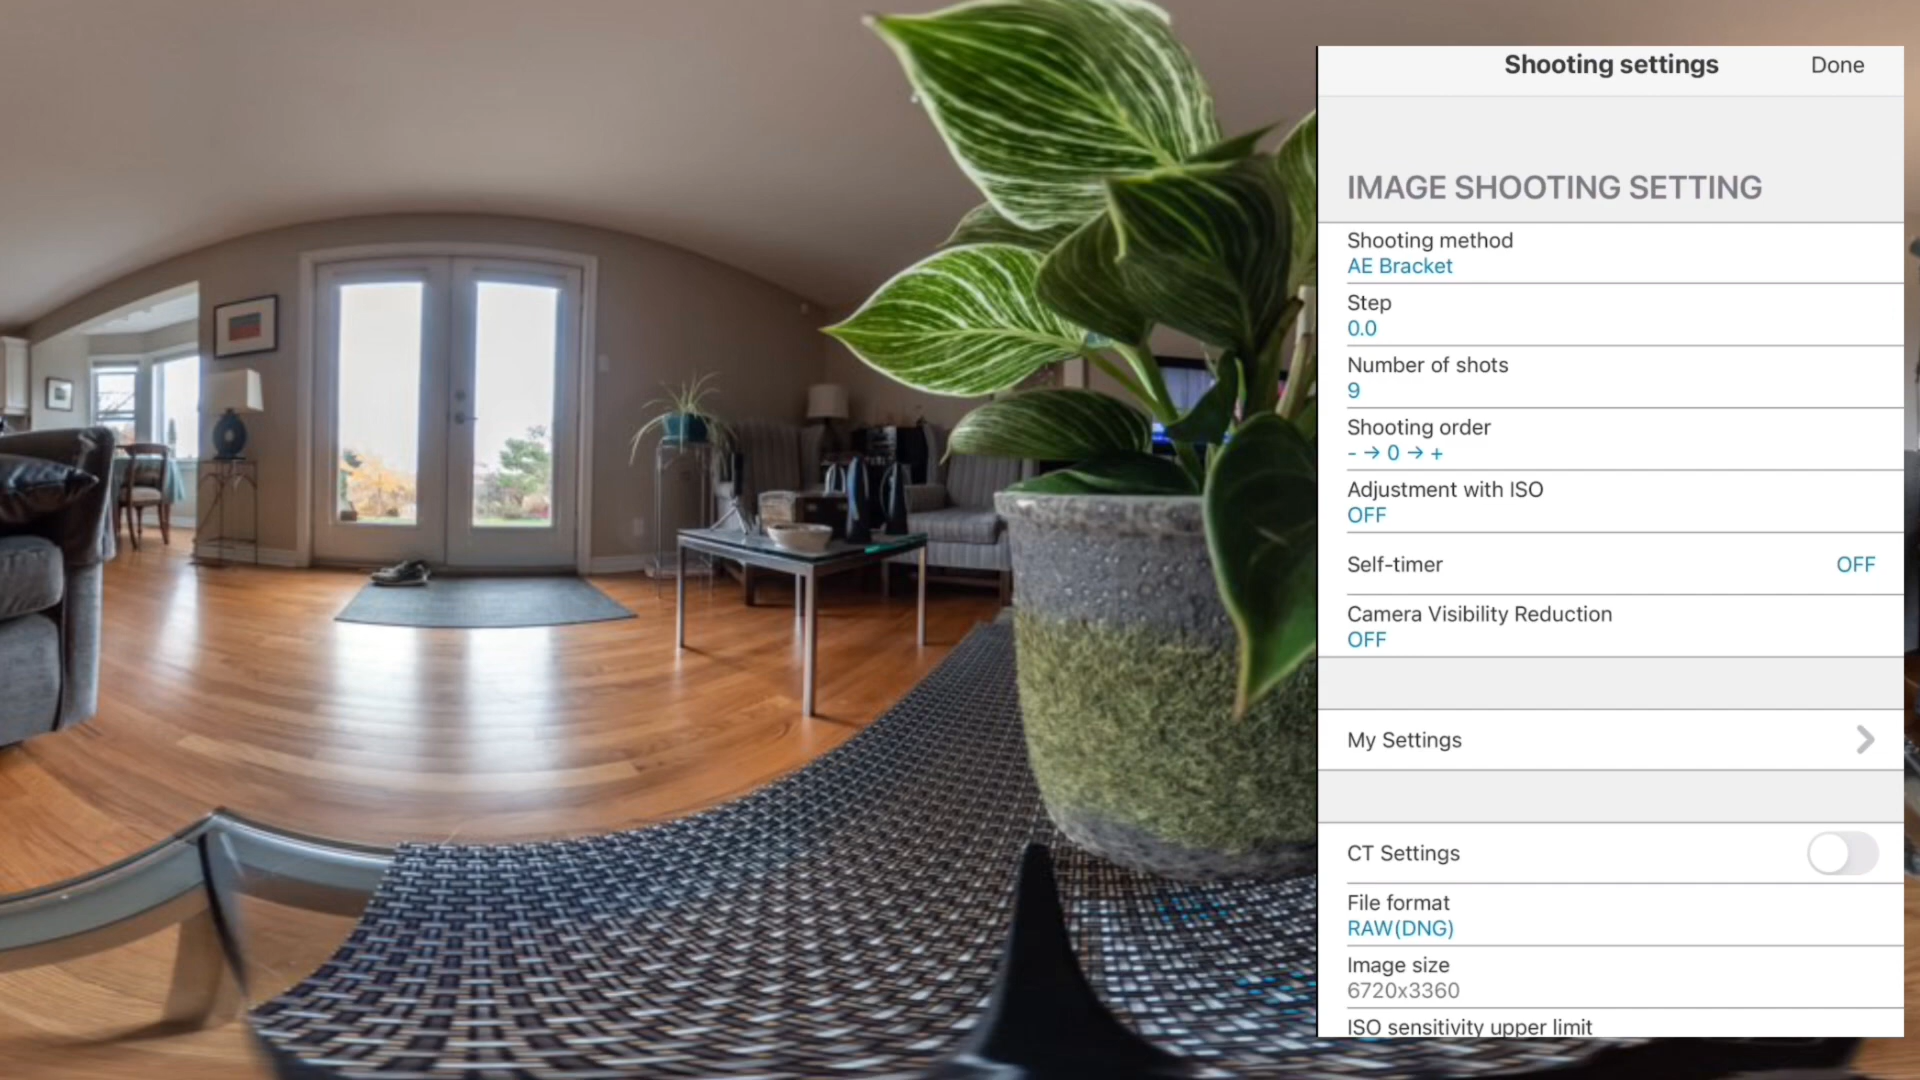 Shooting settings
Done
IMAGE SHOOTING SETTING
Shooting method
AE Bracket
Step
0.0
Number of shots
9
Shooting order
- → 0 → +
Adjustment with ISO
OFF
Self-timer
OFF
Camera Visibility Reduction
OFF
My Settings
CT Settings
File format
RAW(DNG)
Image size
6720x3360
ISO sensitivity upper limit